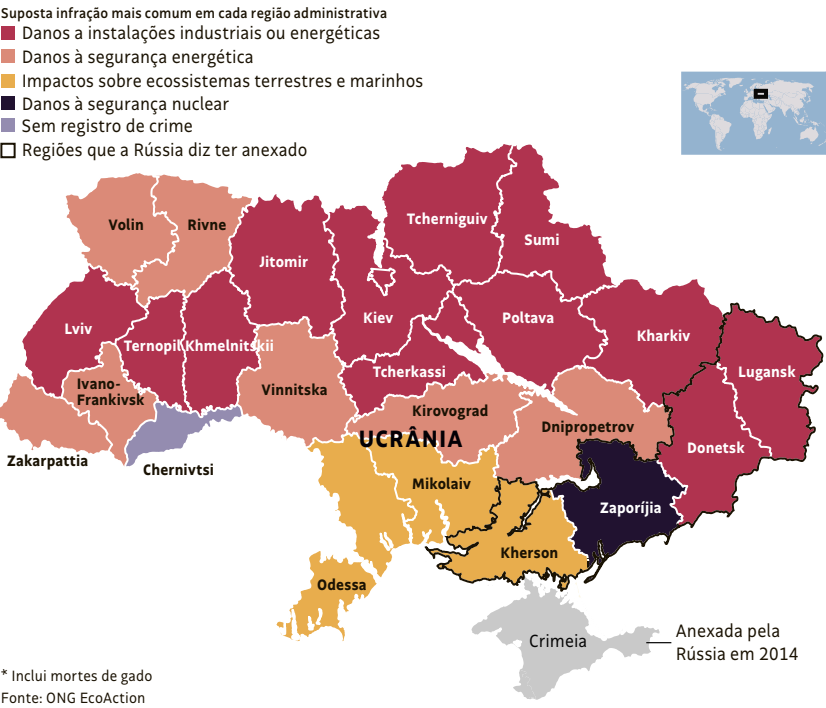 Suposta infração mais comum em cada região administrativa
Danos a instalações industriais ou energéticas
Danos à segurança energética
Impactos sobre ecossistemas terrestres e marinhos
Danos à segurança nuclear
Sem registro de crime
Regiões que a Rússia diz ter anexado
Volin
Rivne
Jitomir
Tcherniguiv
Sumi
Lviv
Ternopil
Khmelnitskii
Kiev
Poltava
Kharkiv
Lugansk
Ivano-
Frankivsk
Vinnitska
Tcherkassi
Kirovograd
Dnipropetrov
Donetsk
UCRÂNIA
Zakarpattia
Chernivtsi
Mikolaiv
Zaporíjia
Kherson
Odessa
Crimeia
Anexada pela
Rússia em 2014
* Inclui mortes de gado
Fonte: ONG EcoAction